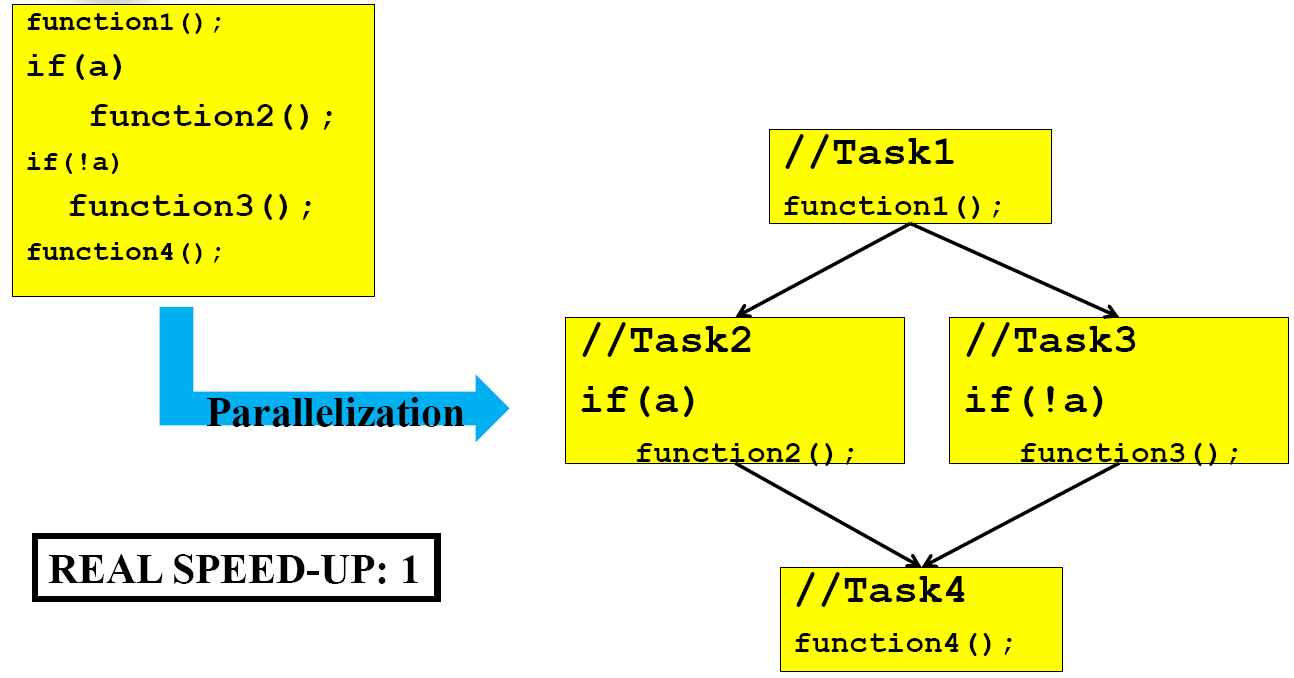 function1();
if(a)
function2();
if(!a)
function3();
function4();
Parallelization
REAL SPEED-UP: 1
//Task1
function1();
//Task2
if(a)
function2();
//Task3
if(!a)
function3();
//Task4
function4();